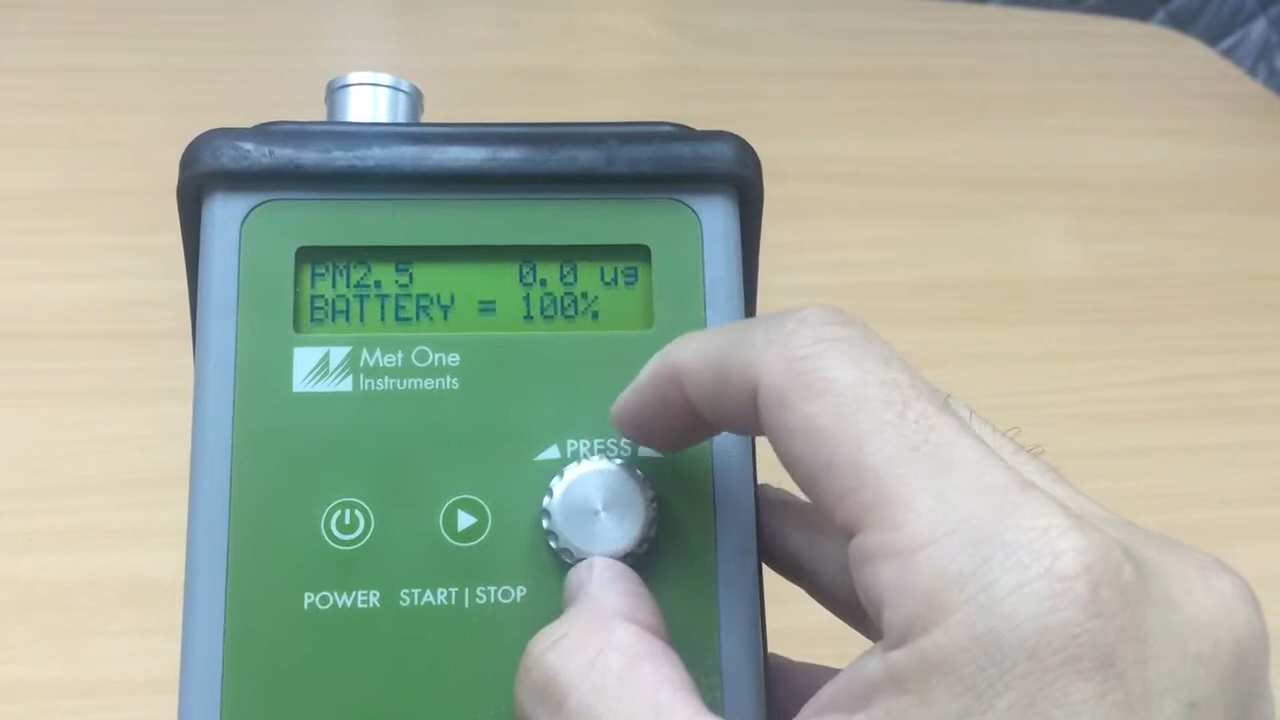 PM2.5 0.0 ug
BATTERY = 100%
Met One
Instruments
PRESS
POWER START | STOP